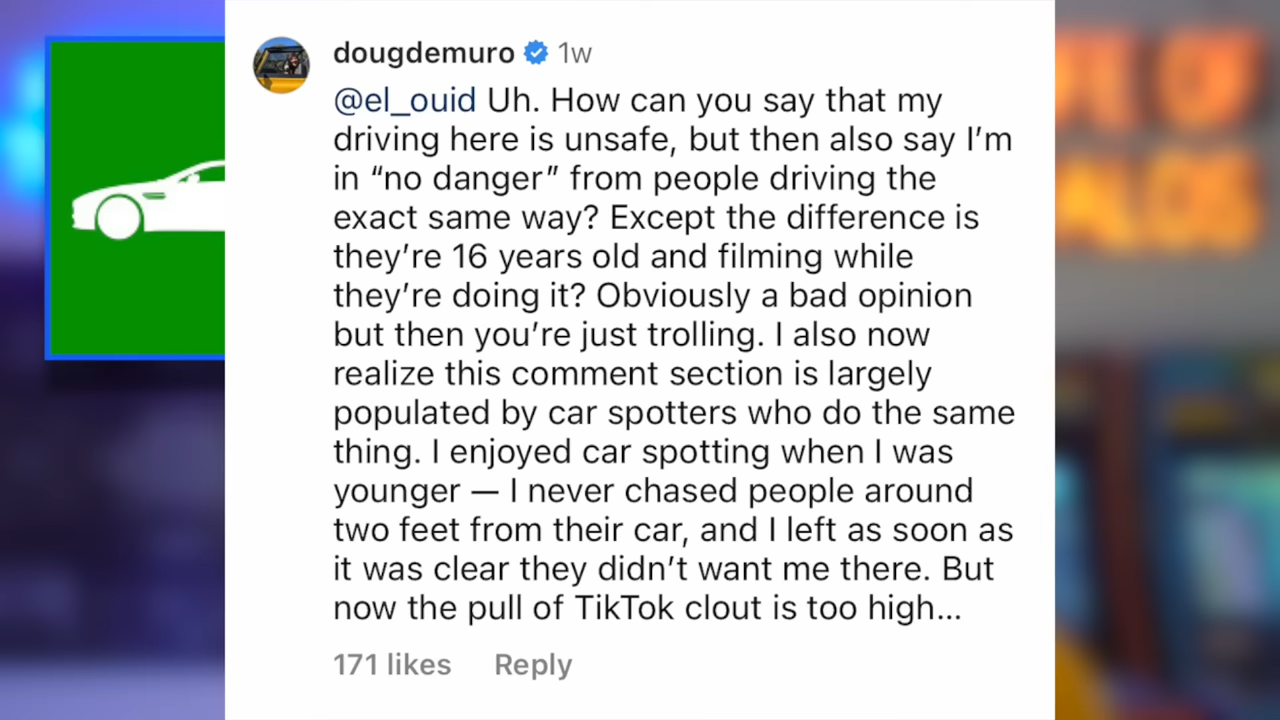 dougdemuro 1w
@el_ouid Uh. How can you say that my
driving here is unsafe, but then also say I’m
in “no danger” from people driving the
exact same way? Except the difference is
they’re 16 years old and filming while
they’re doing it? Obviously a bad opinion
but then you’re just trolling. I also now
realize this comment section is largely
populated by car spotters who do the same
thing. I enjoyed car spotting when I was
younger — I never chased people around
two feet from their car, and I left as soon as
it was clear they didn’t want me there. But
now the pull of TikTok clout is too high...
171 likes Reply